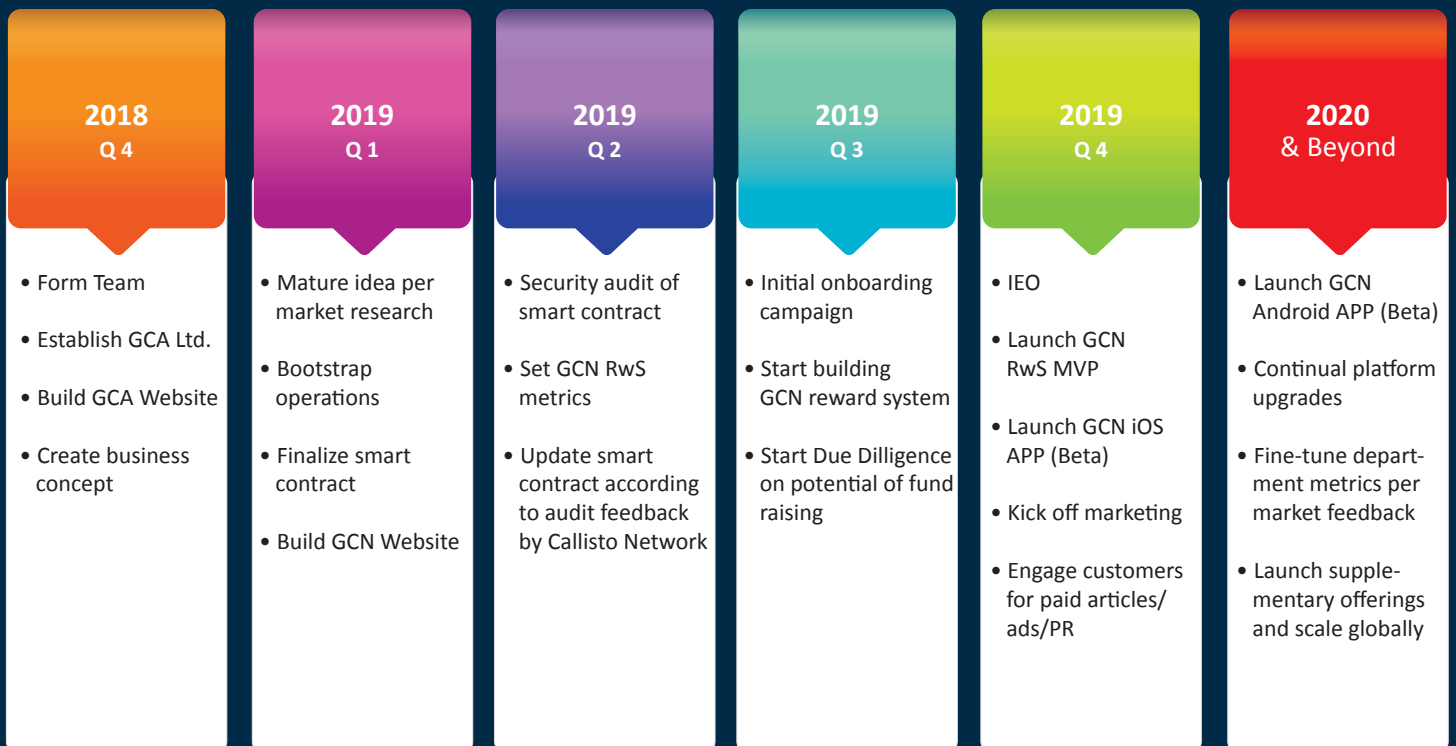 2018
Q 4
• Form Team
• Establish GCA Ltd.
• Build GCA Website
• Create business
concept
2019
Q 1
• Mature idea per
market research
• Bootstrap
operations
• Finalize smart
contract
• Build GCN Website
2019
Q 2
• Security audit of
smart contract
• Set GCN RwS
metrics
• Update smart
contract according
to audit feedback
by Callisto Network
2019
Q 3
• Initial onboarding
campaign
• Start building
GCN reward system
• Start Due Dilligence
on potential of fund
raising
2019
Q 4
• IEO
• Launch GCN
RwS MVP
• Launch GCN iOS
APP (Beta)
• Kick off marketing
• Engage customers
for paid articles/
ads/PR
2020
& Beyond
• Launch GCN
Android APP (Beta)
• Continual platform
upgrades
• Fine-tune depart-
ment metrics per
market feedback
• Launch supple-
mentary offerings
and scale globally